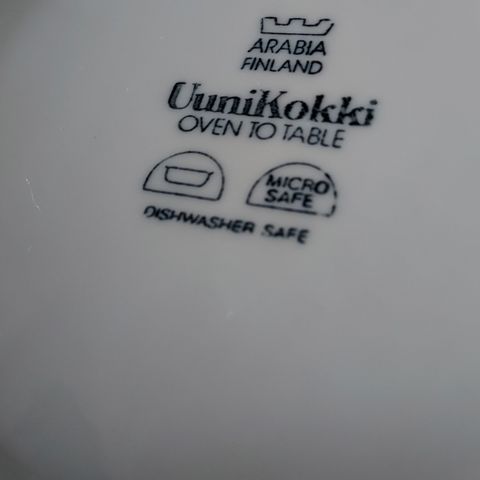 ARABIA
FINLAND
UuniKokki
OVEN TO TABLE
MICRO
SAFE
DISHWASHER SAFE